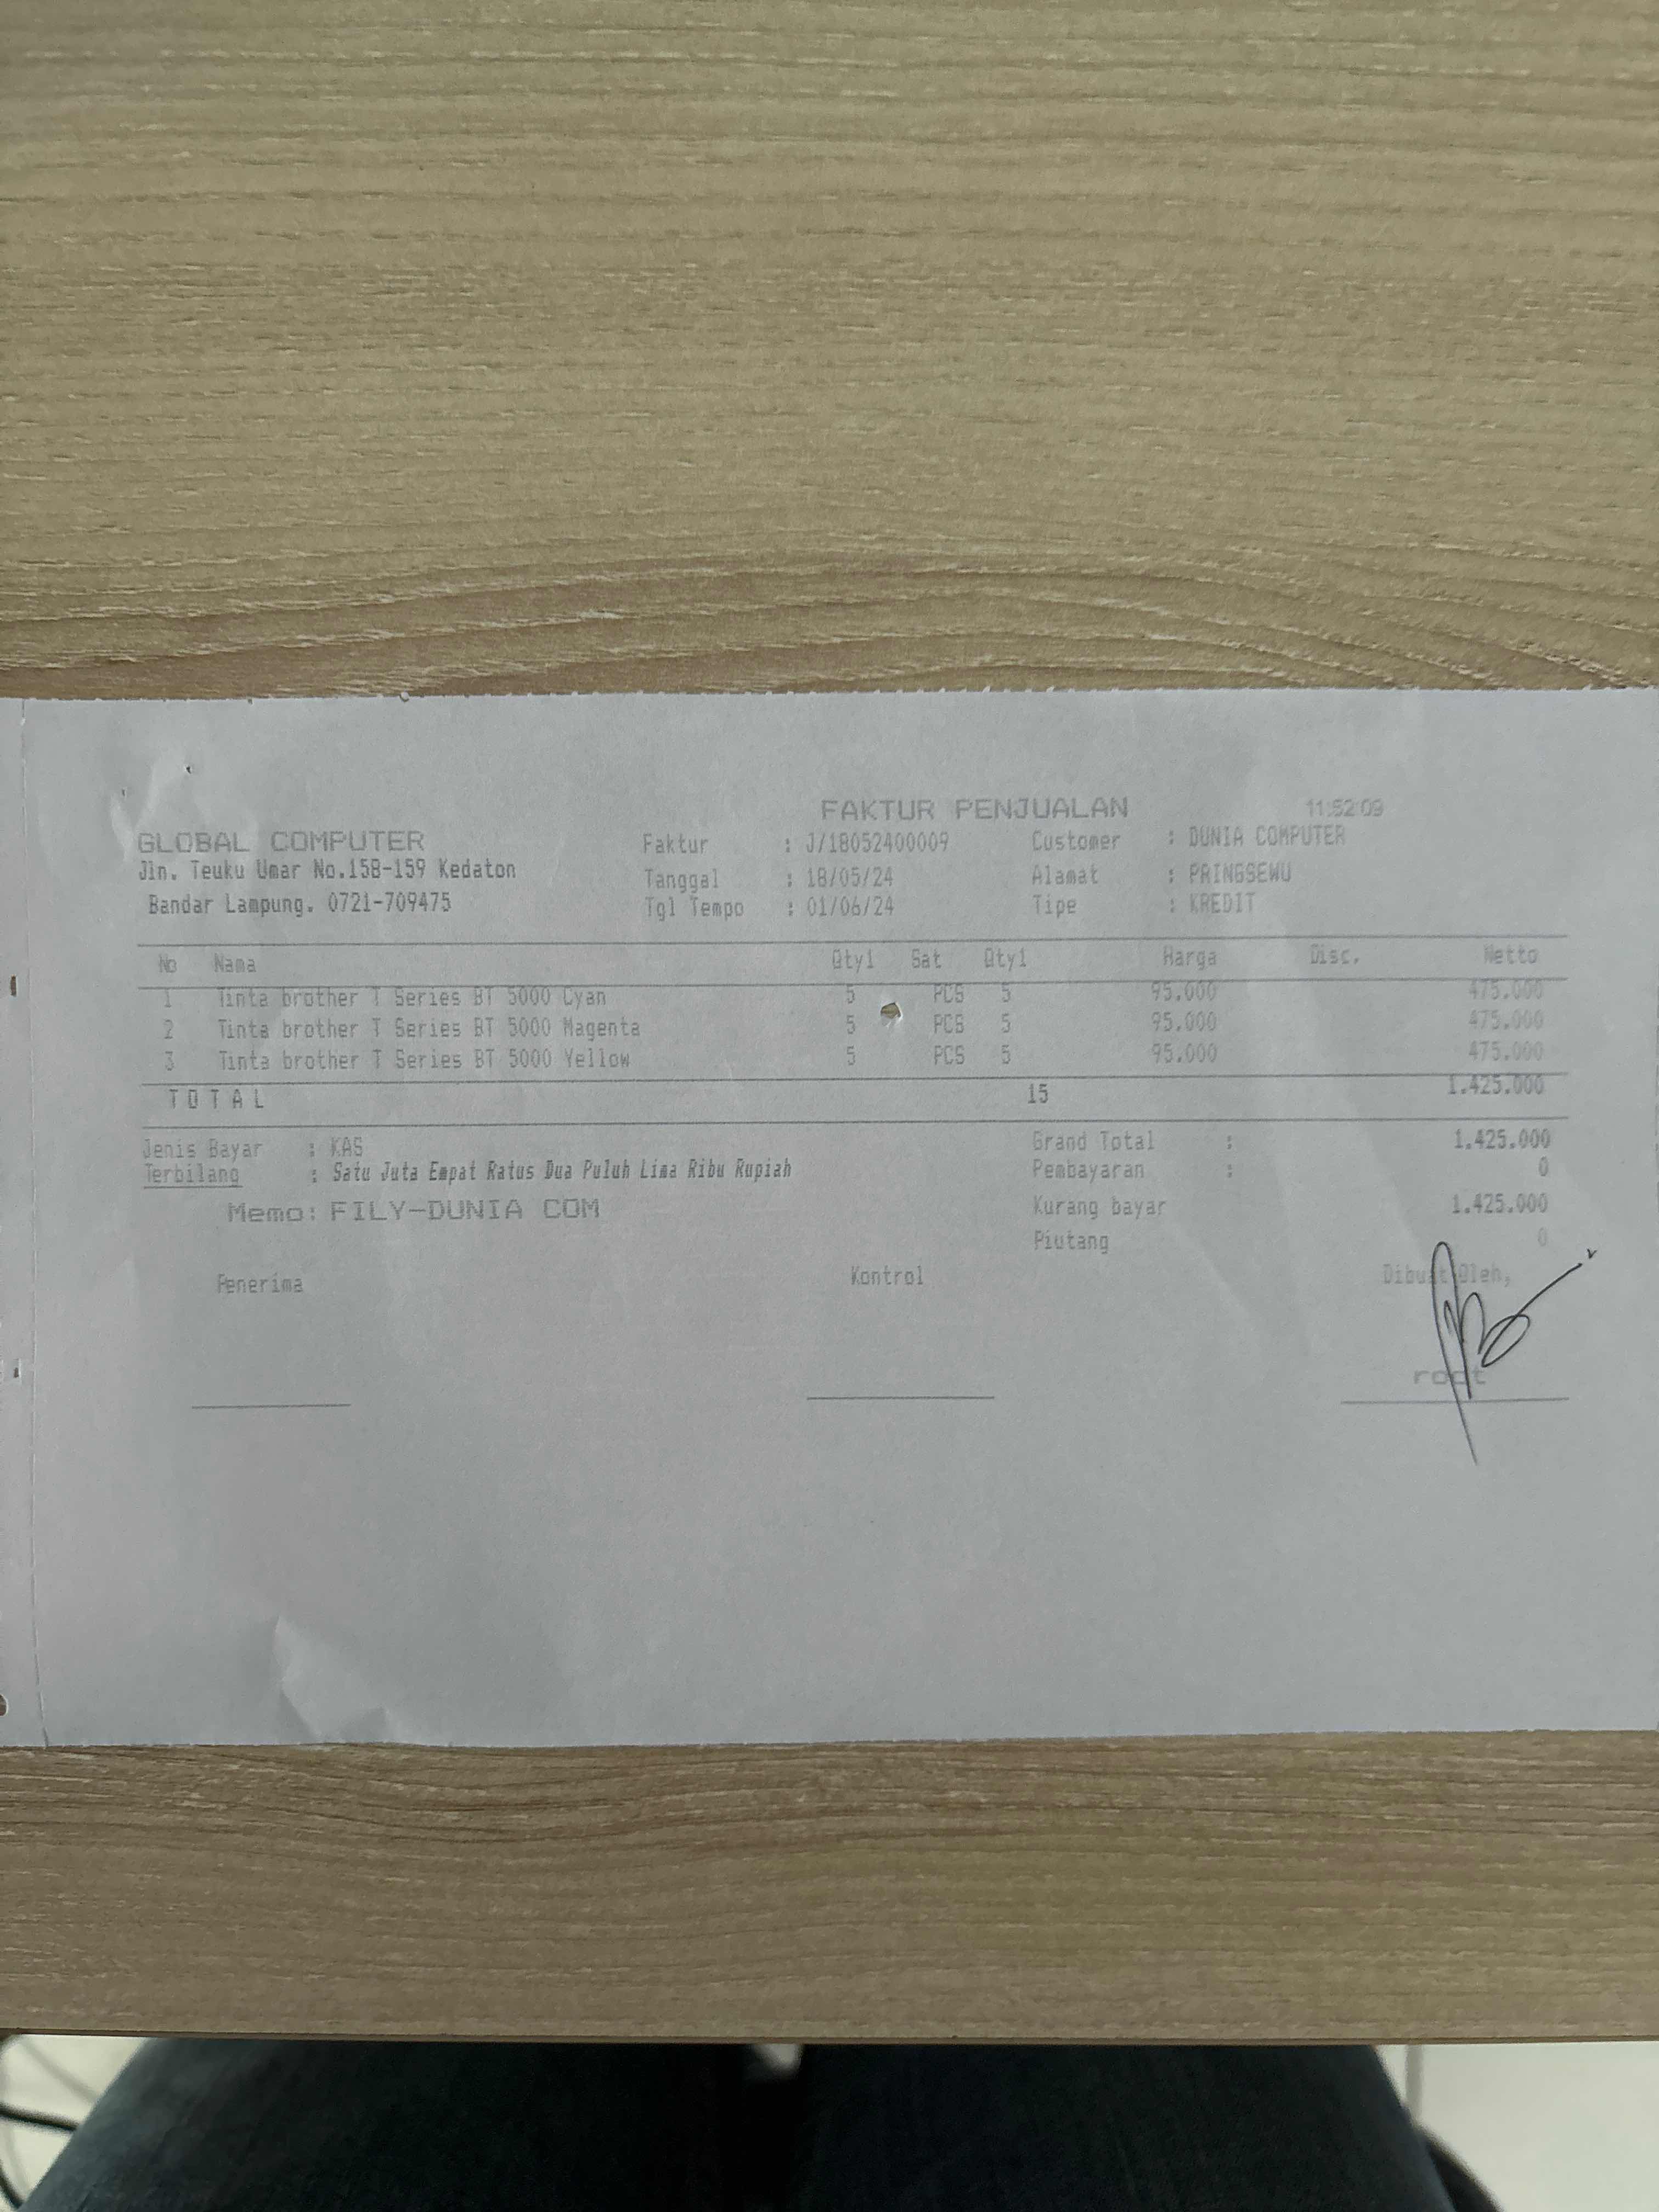 FAKTUR PENJUALAN 11:52:09
GLOBAL COMPUTER
Jln. Teuku Umar No.158-159 Kedaton
Bandar Lampung. 0721-709475
Faktur : J/18052400009
Tanggal : 18/05/24
Tgl Tempo : 01/06/24
Customer : DUNIA COMPUTER
Alamat : PRINGSEWU
Tipe : KREDIT
No Nama Qty1 Sat Qty1 Harga Disc. Netto
1 Tinta brother T Series BT 5000 Cyan 5 PCS 5 95.000 475.000
2 Tinta brother T Series BT 5000 Magenta 5 PCS 5 95.000 475.000
3 Tinta brother T Series BT 5000 Yellow 5 PCS 5 95.000 475.000
T O T A L 15 1.425.000
Jenis Bayar : KAS
Terbilang : Satu Juta Empat Ratus Dua Puluh Lima Ribu Rupiah
Memo: FILY-DUNIA COM
Grand Total : 1.425.000
Pembayaran : 0
Kurang bayar 1.425.000
Piutang 0
Penerima Kontrol Dibuat Oleh,
root